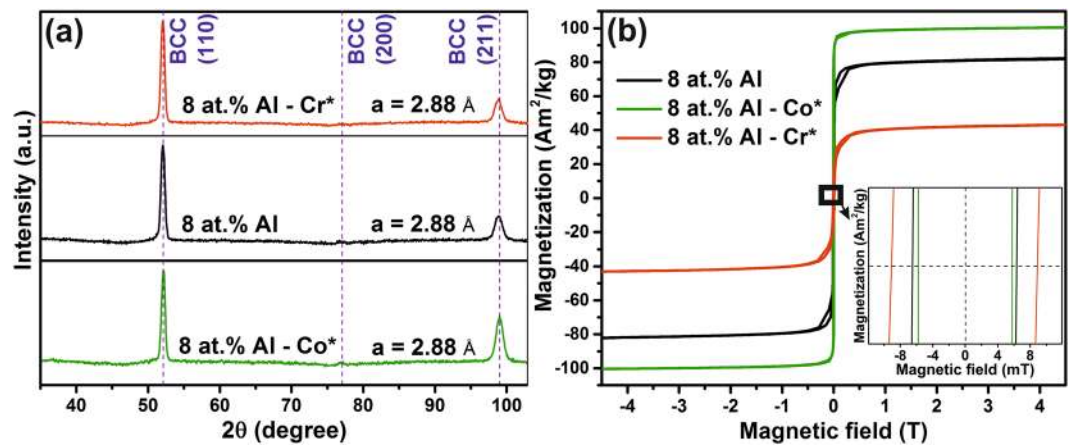 (a)
BCC
(110)
BCC
(200)
BCC
(211)
8 at.% Al - Cr*
a = 2.88 Å
8 at.% Al
a = 2.88 Å
8 at.% Al - Co*
a = 2.88 Å
Intensity (a.u.)
40 50 60 70 80 90 100
2θ (degree)
(b)
8 at.% Al
8 at.% Al - Co*
8 at.% Al - Cr*
Magnetization (Am²/kg)
100
80
60
40
20
0
-20
-40
-60
-80
-100
-4 -3 -2 -1 0 1 2 3 4
Magnetic field (T)
Magnetization (Am²/kg)
-8 -4 0 4 8
Magnetic field (mT)